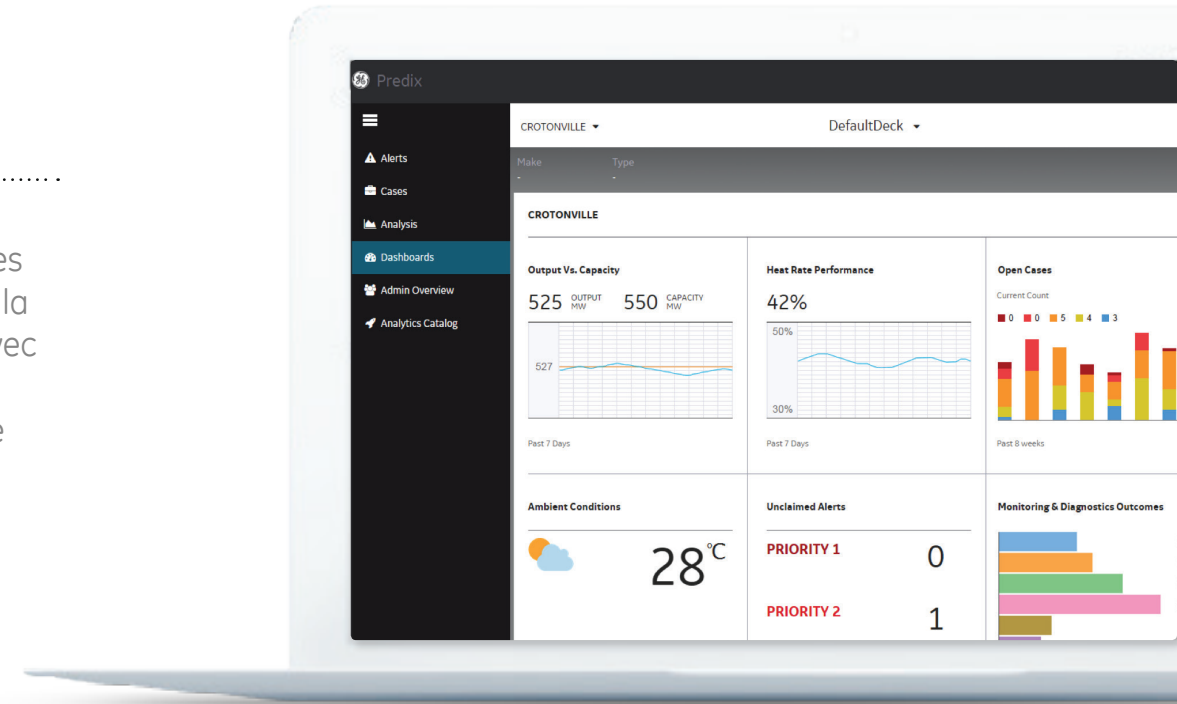 es
la
vec
e
Predix
Alerts
Cases
Analysis
Dashboards
Admin Overview
Analytics Catalog
CROTONVILLE
DefaultDeck
Make Type
- -
CROTONVILLE
Output Vs. Capacity
525 OUTPUT MW 550 CAPACITY MW
527
Past 7 Days
Heat Rate Performance
42%
50%
30%
Past 7 Days
Open Cases
Current Count
0 0 5 4 3
Past 8 weeks
Ambient Conditions
28°C
Unclaimed Alerts
PRIORITY 1 0
PRIORITY 2 1
Monitoring & Diagnostics Outcomes